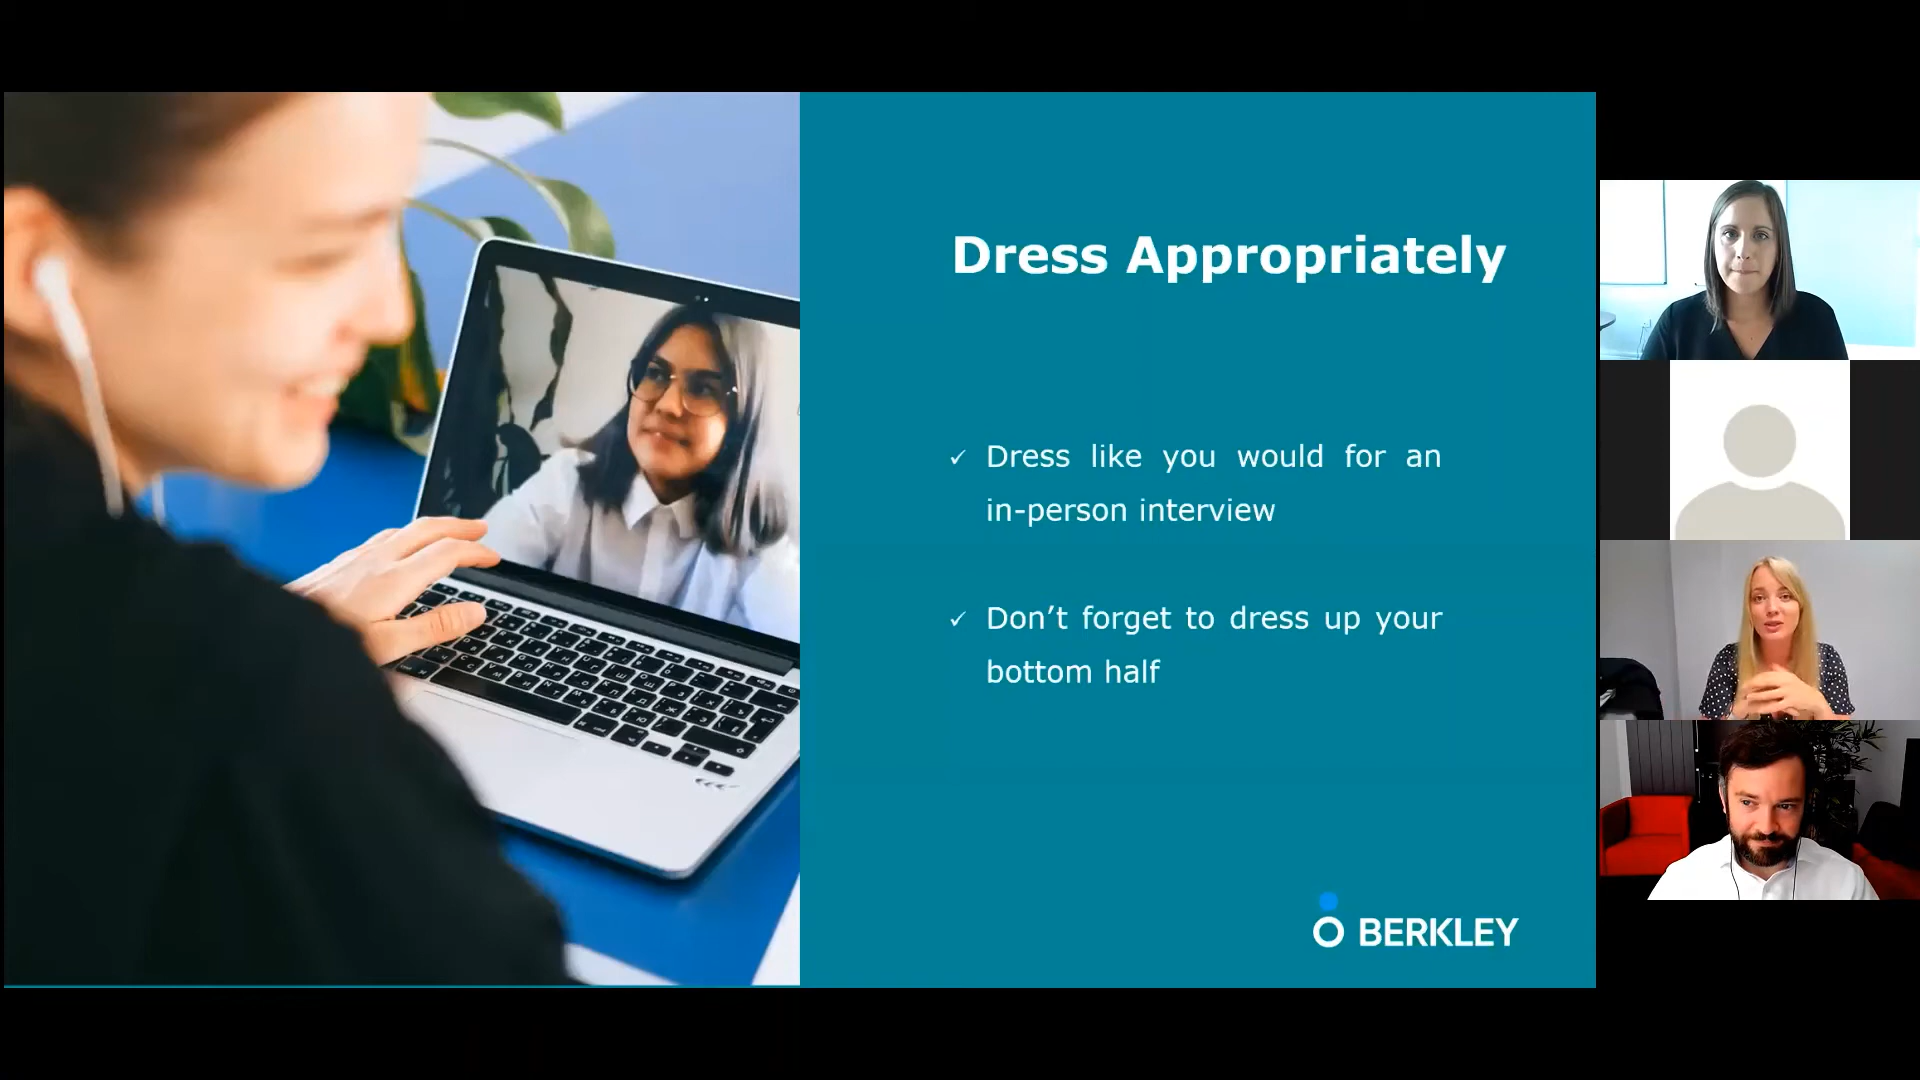 Dress Appropriately
✓ Dress like you would for an
in-person interview
✓ Don’t forget to dress up your
bottom half
BERKLEY